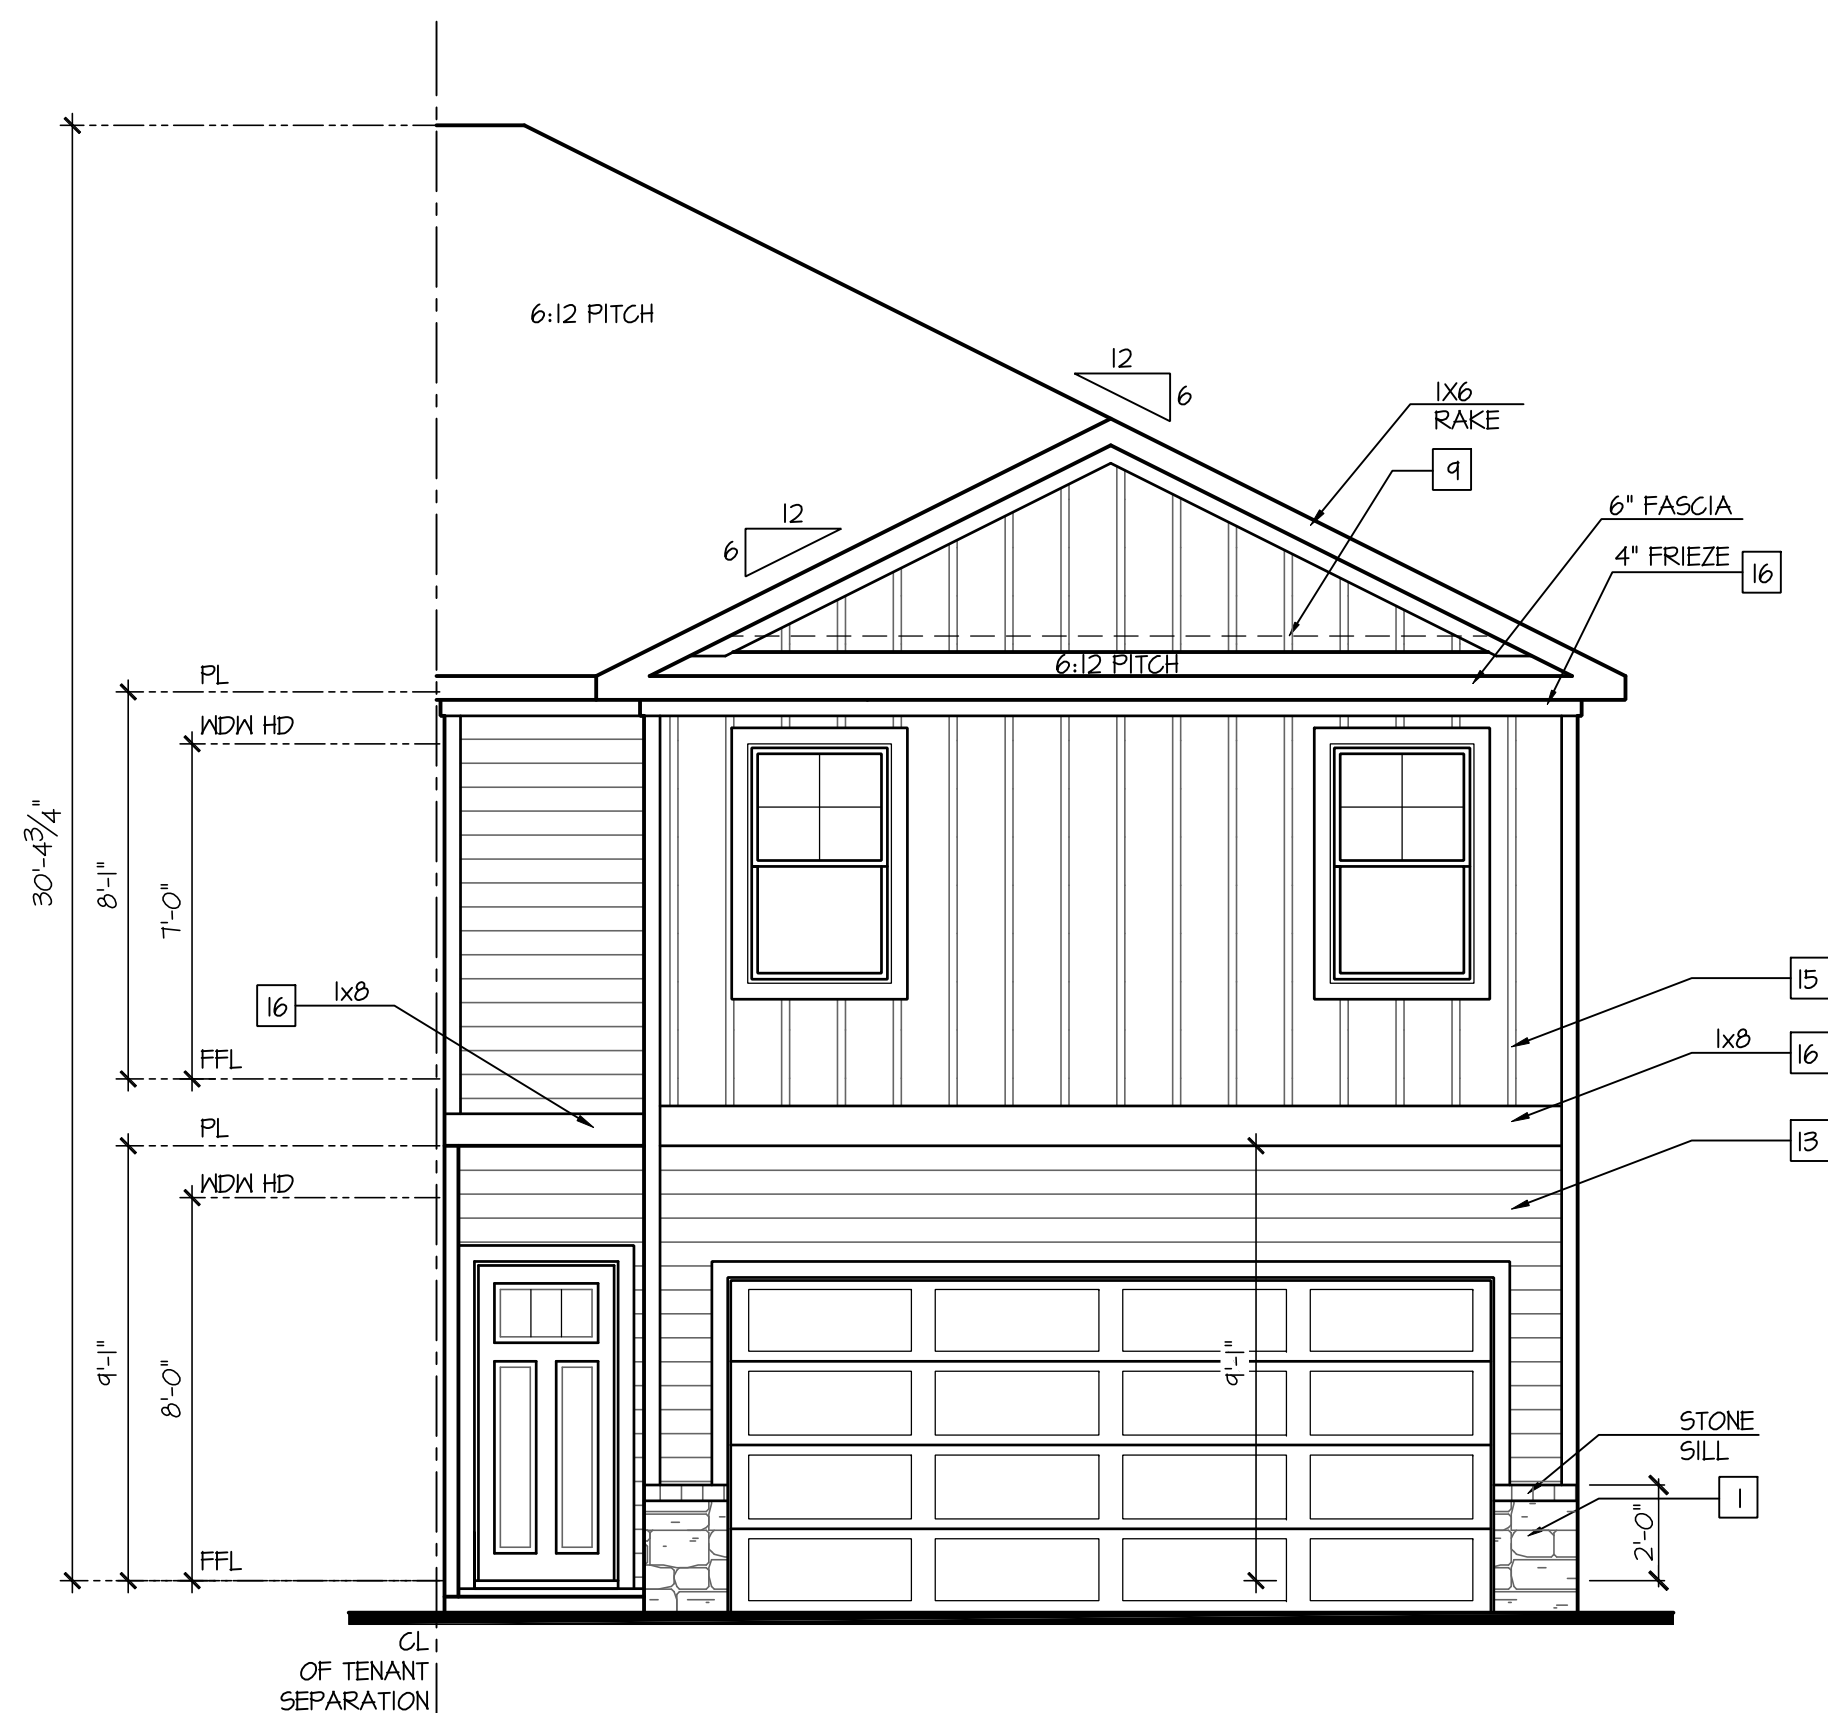 6:12 PITCH
12
6
1X6
RAKE
9
12
6
6" FASCIA
4" FRIEZE
16
6:12 PITCH
PL
WDW HD
30'-4 3/4"
8'-1"
7'-0"
16
1x8
15
1x8
16
FFL
PL
13
WDW HD
9'-1"
8'-0"
9'-1"
STONE
SILL
1
2'-0"
FFL
CL
OF TENANT
SEPARATION